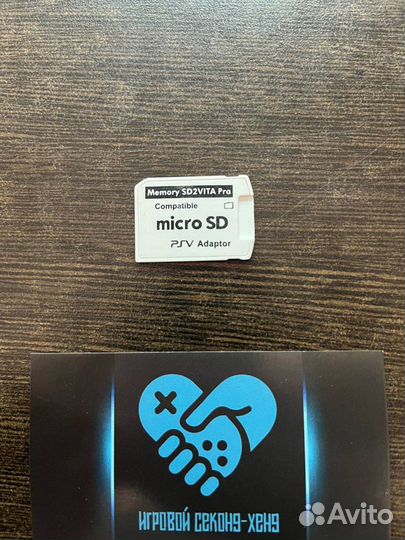 Memory SD2VITA Pro
Compatible
micro SD
PSV Adaptor
ИГРОВОЙ СЕКОНД-ХЕНД
Avito